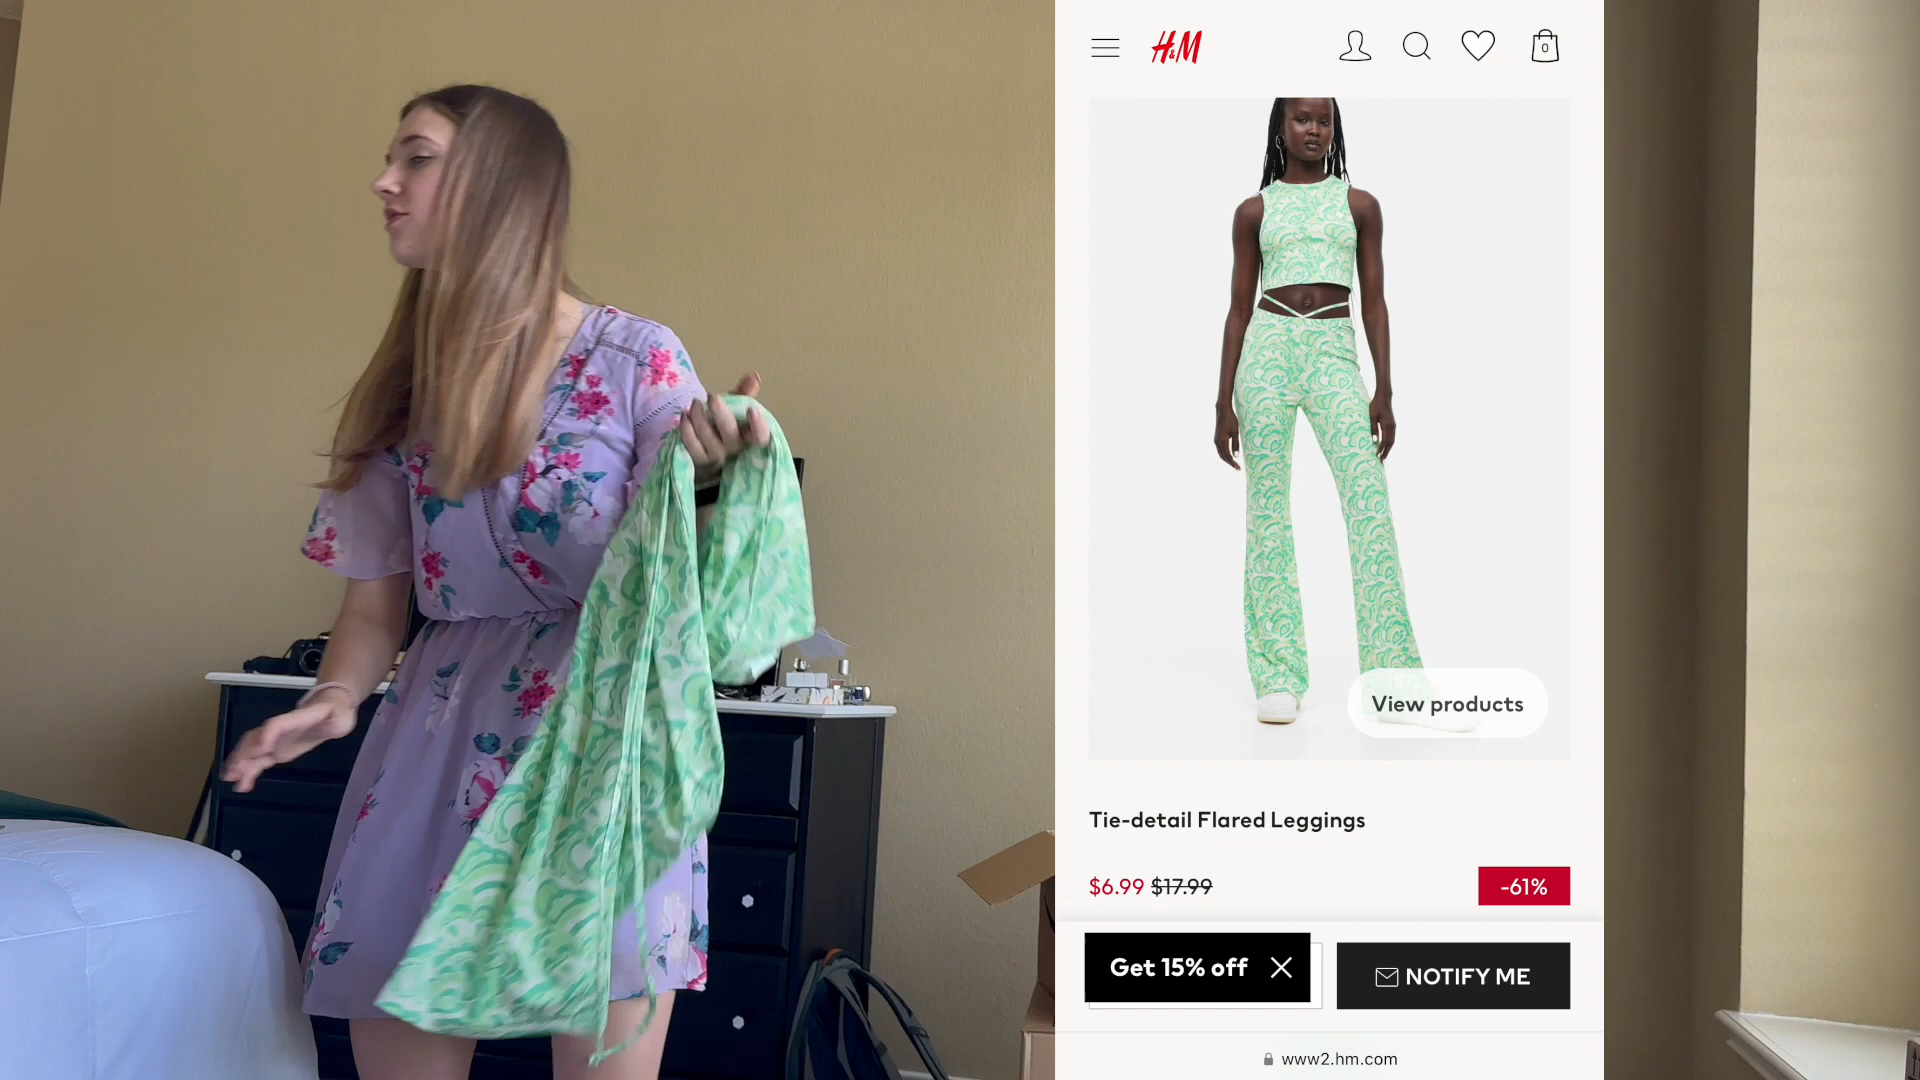 H&M
0
View products
Tie-detail Flared Leggings
$6.99 $17.99
-61%
Get 15% off
NOTIFY ME
www2.hm.com